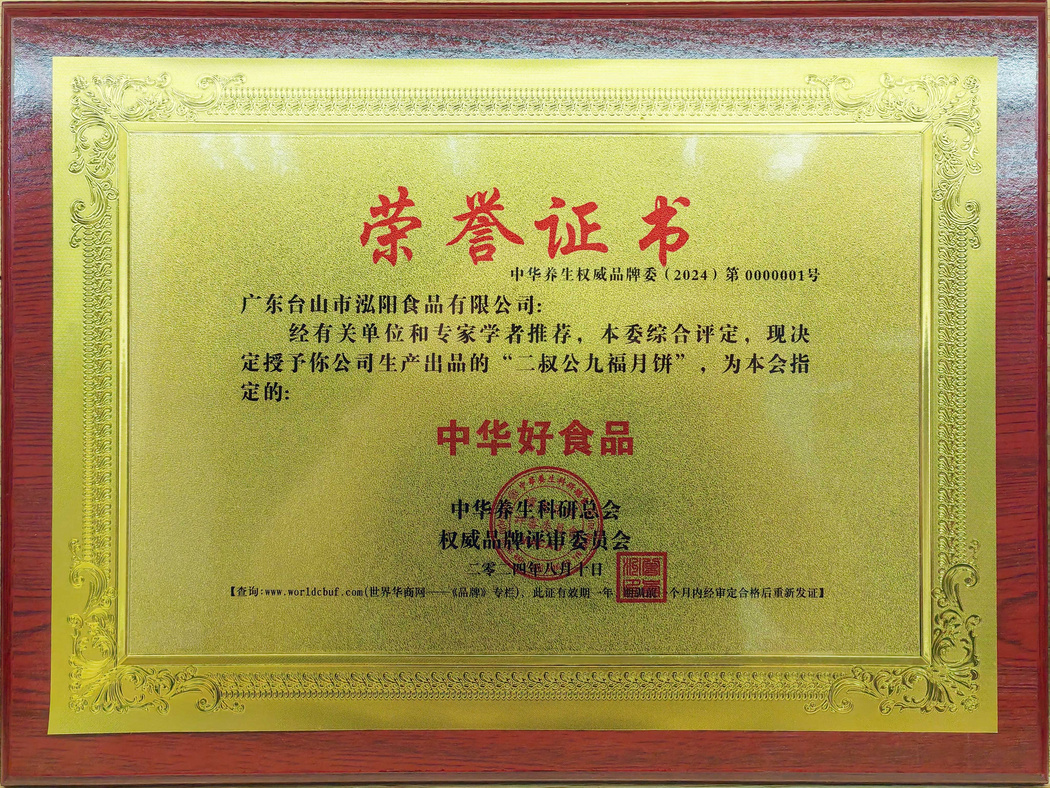 荣誉证书
中华养生权威品牌委（2024）第0000001号
广东台山市泓阳食品有限公司:
经有关单位和专家学者推荐，本委综合评定，现决
定授予你公司生产出品的“二叔公九福月饼”，为本会指
定的:
中华好食品
中华养生科研总会
权威品牌评审委员会
二零二四年八月十日
【查询:www.worldcbuf.com(世界华商网——《品牌》专栏)、此证有效期一年 个月内经审定合格后重新发证】